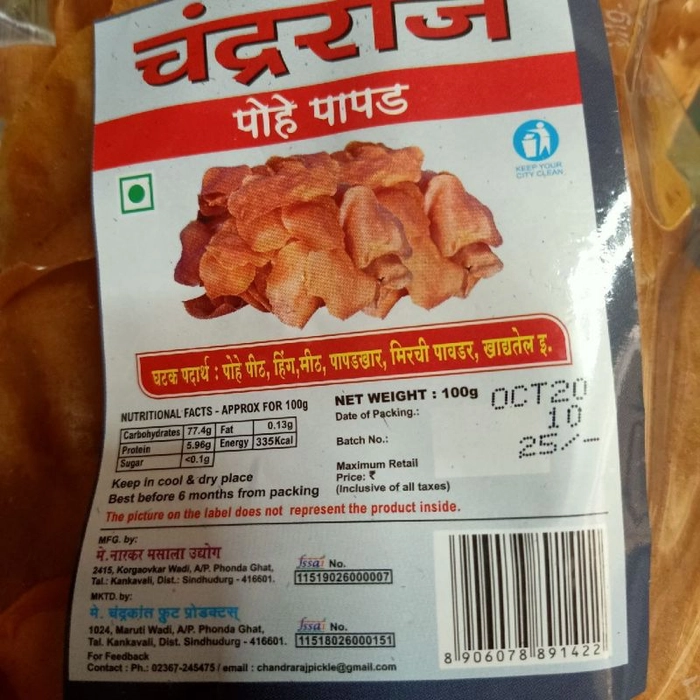 चंद्रराज
पोहे पापड
KEEP YOUR
CITY CLEAN
घटक पदार्थ : पोहे पीठ, हिंग,मीठ, पापडखार, मिरची पावडर, खाद्यतेल इ.
NUTRITIONAL FACTS - APPROX FOR 100g
Carbohydrates 77.4g Fat 0.13g
Protein 5.96g Energy 335Kcal
Sugar <0.1g
Keep in cool & dry place
Best before 6 months from packing
NET WEIGHT : 100g
Date of Packing.: OCT20
Batch No.: 10
Maximum Retail
Price: ₹ 25/-
(Inclusive of all taxes)
The picture on the label does not represent the product inside.
MFG. by:
मे.नारकर मसाला उद्योग
2415, Korgaovkar Wadi, A/P. Phonda Ghat,
Tal.: Kankavali, Dist.: Sindhudurg - 416601.
fssai No.
11519026000007
MKTD. by:
मे. चंद्रकांत फ्रुट प्रोडक्टस्
1024, Maruti Wadi, A/P. Phonda Ghat,
Tal. Kankavali, Dist. Sindhudurg - 416601.
fssai No.
11518026000151
For Feedback
Contact : Ph.: 02367-245475 / email : chandrarajpickle@gmail.com
8 906078 891422